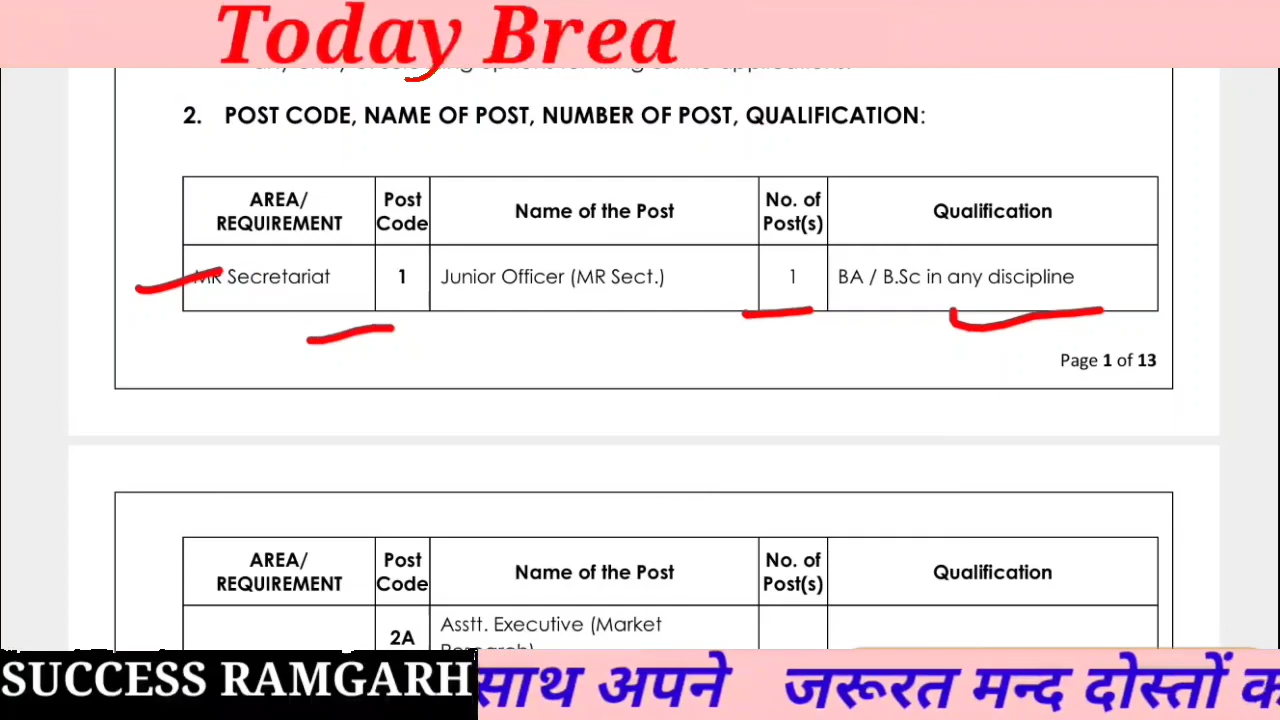 Today Brea
2. POST CODE, NAME OF POST, NUMBER OF POST, QUALIFICATION:
AREA/ REQUIREMENT Post Code Name of the Post No. of Post(s) Qualification
MR Secretariat 1 Junior Officer (MR Sect.) 1 BA / B.Sc in any discipline
Page 1 of 13
AREA/ REQUIREMENT Post Code Name of the Post No. of Post(s) Qualification
2A Asstt. Executive (Market
SUCCESS RAMGARH साथ अपने जरूरत मन्द दोस्तों